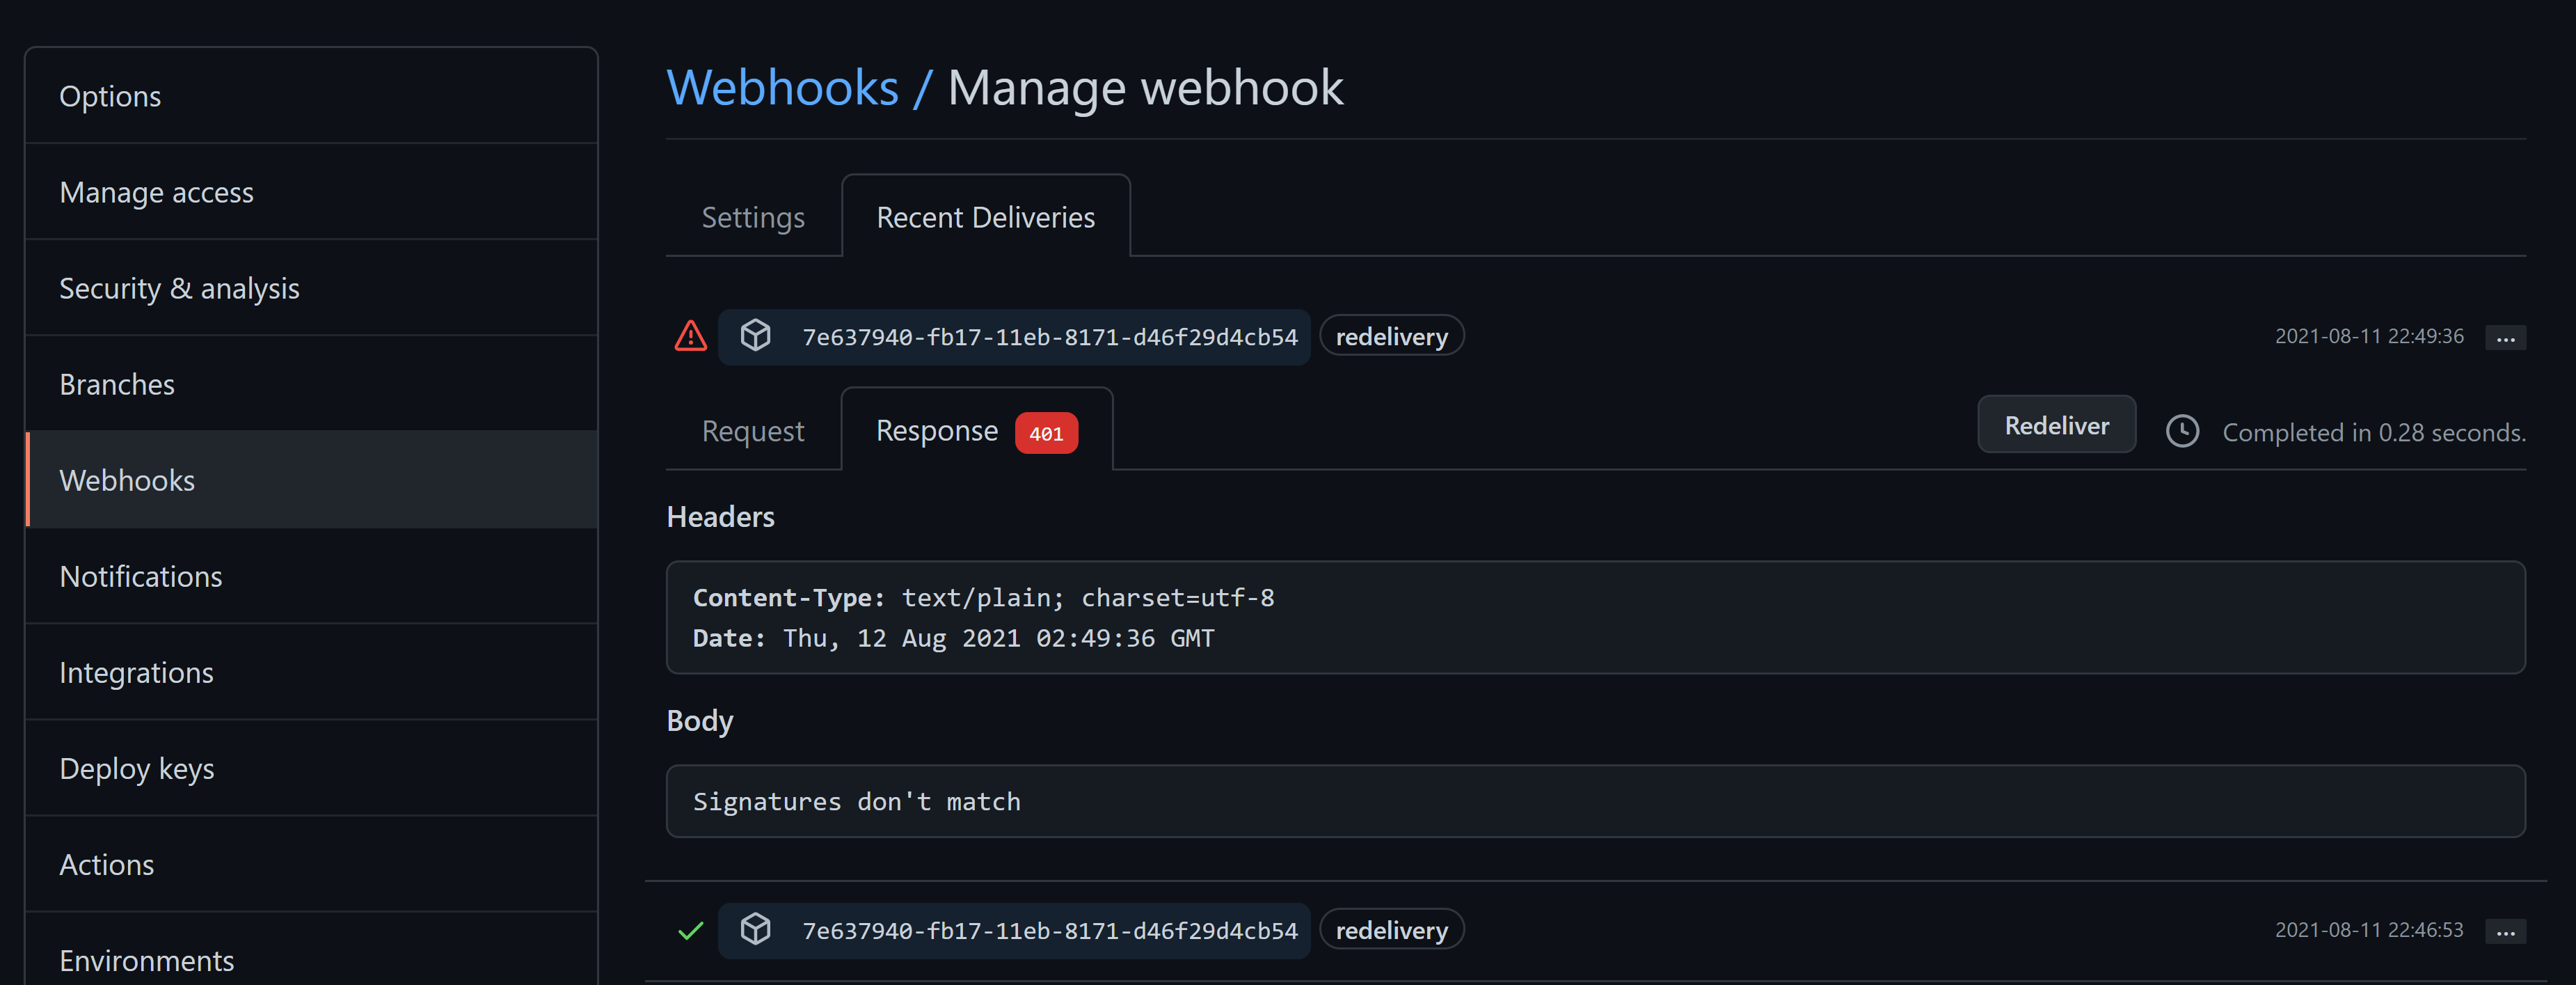 Options
Manage access
Security & analysis
Branches
Webhooks
Notifications
Integrations
Deploy keys
Actions
Environments
Webhooks / Manage webhook
Settings
Recent Deliveries
7e637940-fb17-11eb-8171-d46f29d4cb54 redelivery 2021-08-11 22:49:36 ...
Request
Response 401
Redeliver
Completed in 0.28 seconds.
Headers
Content-Type: text/plain; charset=utf-8
Date: Thu, 12 Aug 2021 02:49:36 GMT
Body
Signatures don't match
7e637940-fb17-11eb-8171-d46f29d4cb54 redelivery 2021-08-11 22:46:53 ...